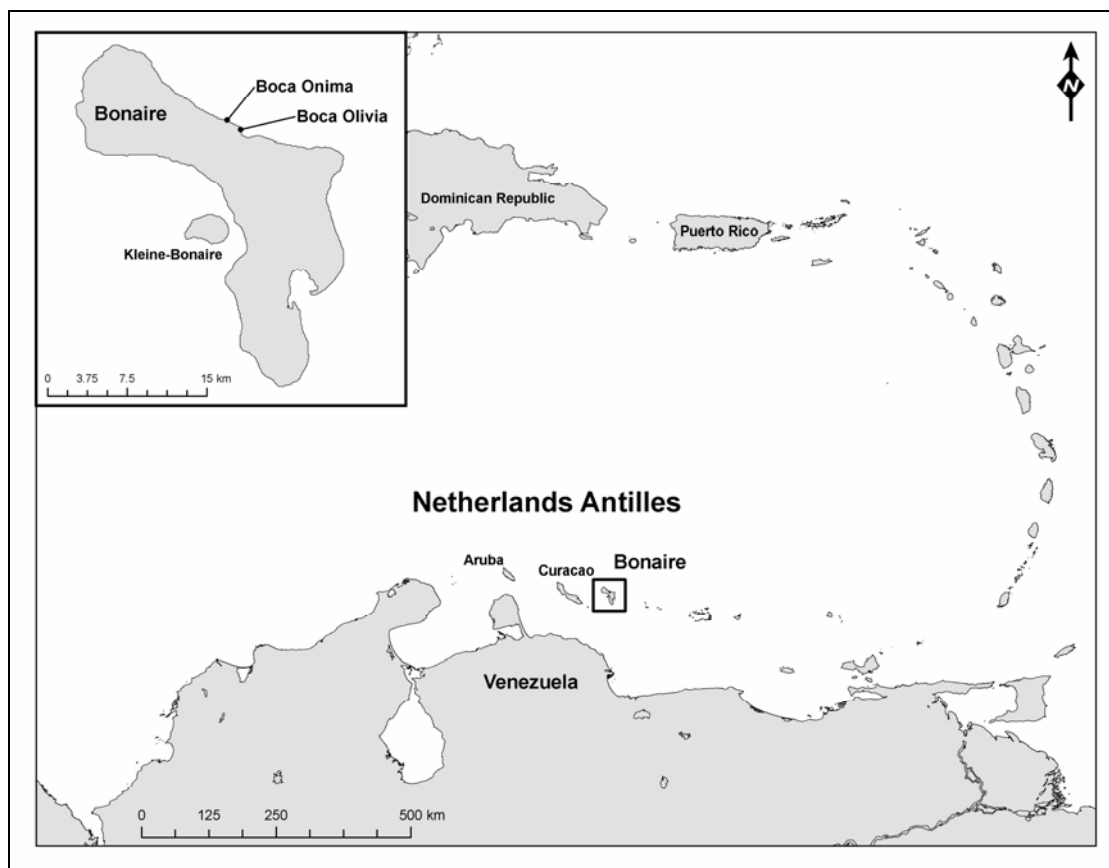 Boca Onima
Bonaire
Boca Olivia
Kleine-Bonaire
0 3.75 7.5 15 km
N
Dominican Republic
Puerto Rico
Netherlands Antilles
Aruba
Curacao
Bonaire
Venezuela
0 125 250 500 km